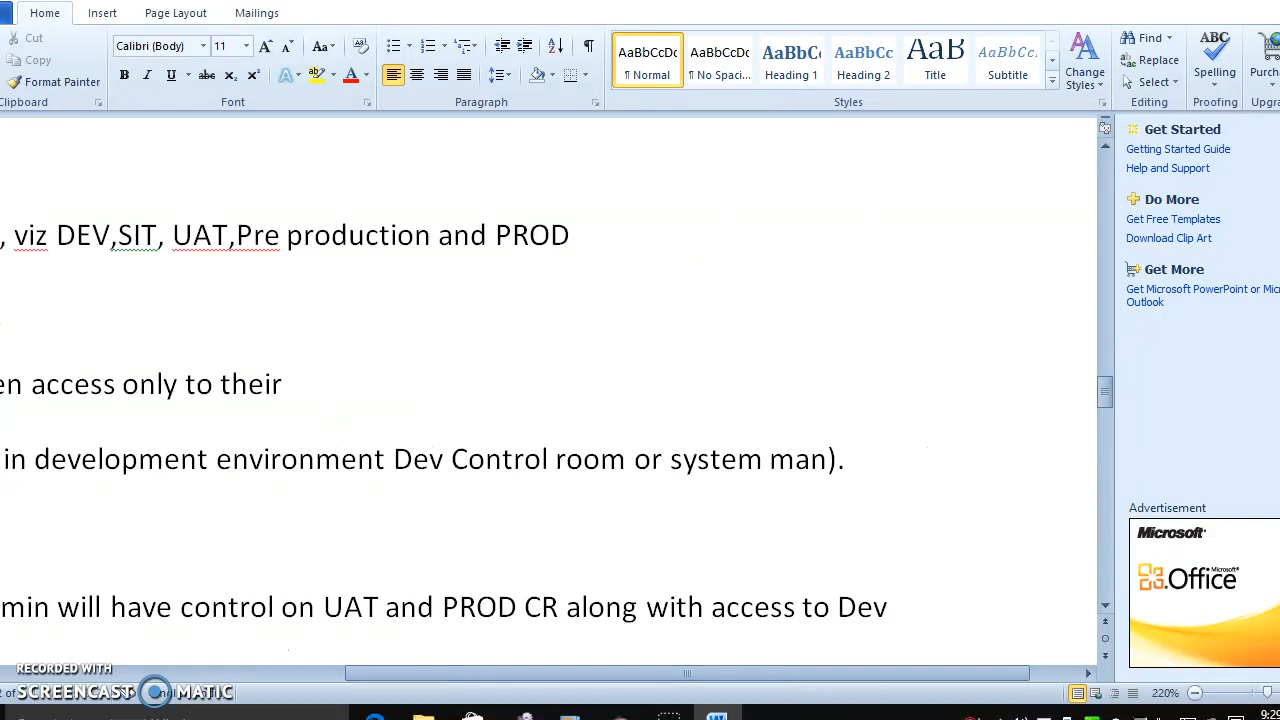 Home Insert Page Layout Mailings
Cut
Copy
Format Painter
Clipboard
Calibri (Body) 11
Font
Paragraph
AaBbCcDc AaBbCcDc AaBbCc AaBbCc AaB AaBbCc.
¶ Normal ¶ No Spaci... Heading 1 Heading 2 Title Subtitle
Styles
Change Styles
Find
Replace
Select
Editing
ABC
Spelling
Proofing
Purch
Upgra
Get Started
Getting Started Guide
Help and Support
Do More
Get Free Templates
Download Clip Art
Get More
Get Microsoft PowerPoint or Mic
Outlook
, viz DEV,SIT, UAT,Pre production and PROD
en access only to their
in development environment Dev Control room or system man).
min will have control on UAT and PROD CR along with access to Dev
Advertisement
Microsoft
Microsoft
Office
RECORDED WITH
SCREENCAST MATIC
220%
9:29